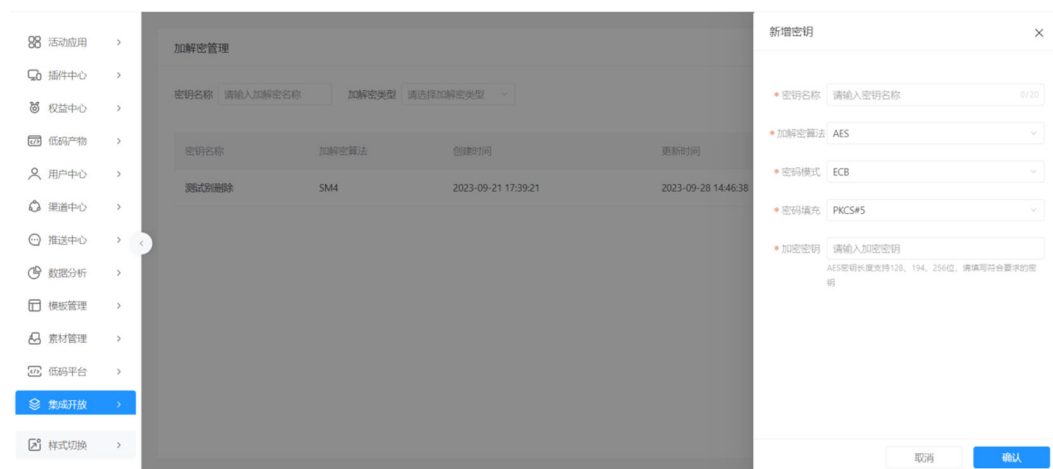 活动应用
插件中心
权益中心
低码产物
用户中心
渠道中心
推送中心
数据分析
模板管理
素材管理
低码平台
集成开放
样式切换
加解密管理
密钥名称 请输入加解密名称 加解密类型 请选择加解密类型
密钥名称 加解密算法 创建时间 更新时间
测试别删除 SM4 2023-09-21 17:39:21 2023-09-28 14:46:38
新增密钥
* 密钥名称 请输入密钥名称 0/20
* 加解密算法 AES
* 密码模式 ECB
* 密码填充 PKCS#5
* 加密密钥 请输入加密密钥
AES密钥长度支持128、194、256位，请填写符合要求的密
钥
取消 确认